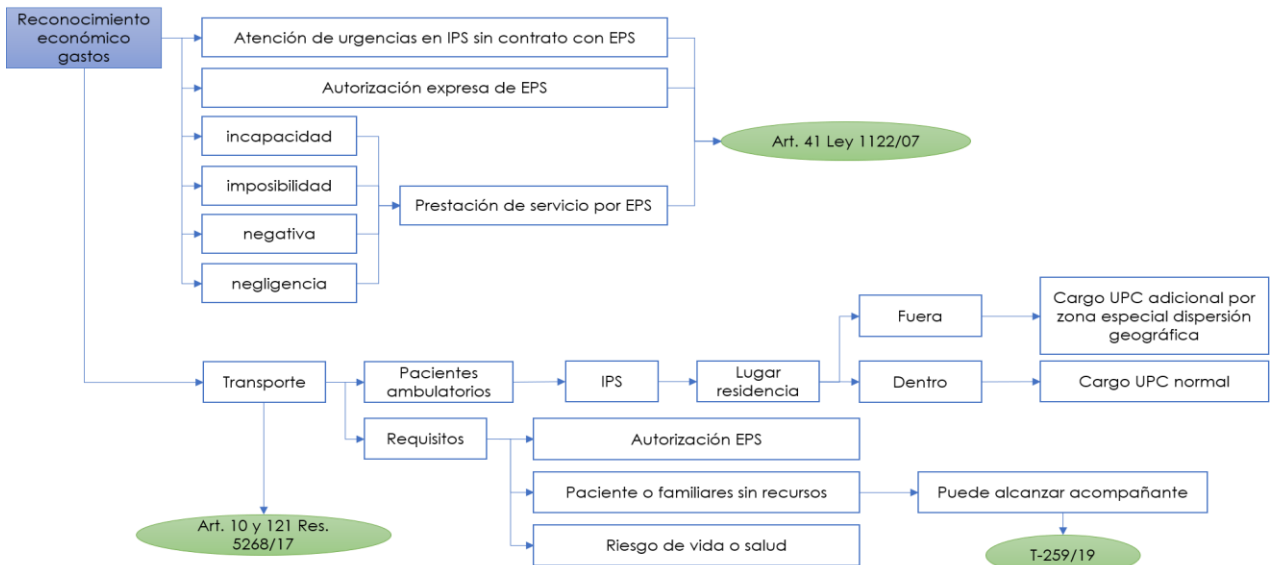 Reconocimiento
económico
gastos
Atención de urgencias en IPS sin contrato con EPS
Autorización expresa de EPS
incapacidad
imposibilidad
negativa
negligencia
Prestación de servicio por EPS
Art. 41 Ley 1122/07
Transporte
Pacientes
ambulatorios
IPS
Lugar
residencia
Fuera
Cargo UPC adicional por
zona especial dispersión
geográfica
Dentro
Cargo UPC normal
Requisitos
Autorización EPS
Paciente o familiares sin recursos
Puede alcanzar acompañante
Riesgo de vida o salud
Art. 10 y 121 Res.
5268/17
T-259/19